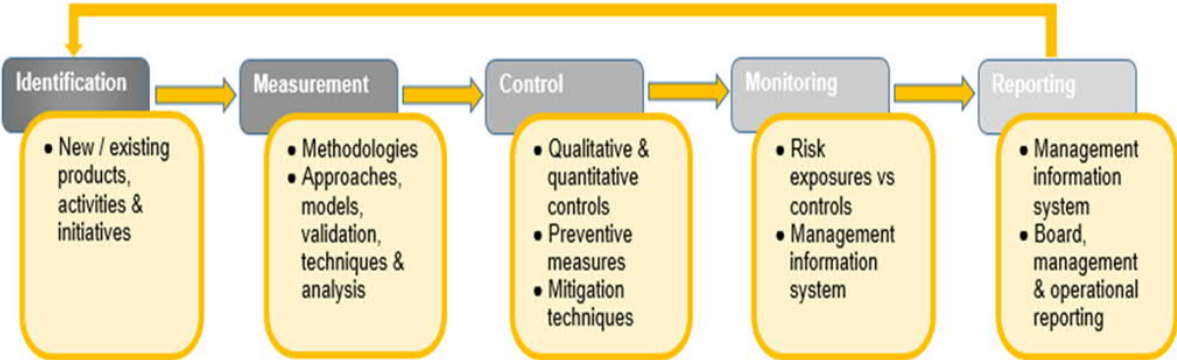 Identification
• New / existing
products,
activities &
initiatives
Measurement
• Methodologies
• Approaches,
models,
validation,
techniques &
analysis
Control
• Qualitative &
quantitative
controls
• Preventive
measures
• Mitigation
techniques
Monitoring
• Risk
exposures vs
controls
• Management
information
system
Reporting
• Management
information
system
• Board,
management
& operational
reporting